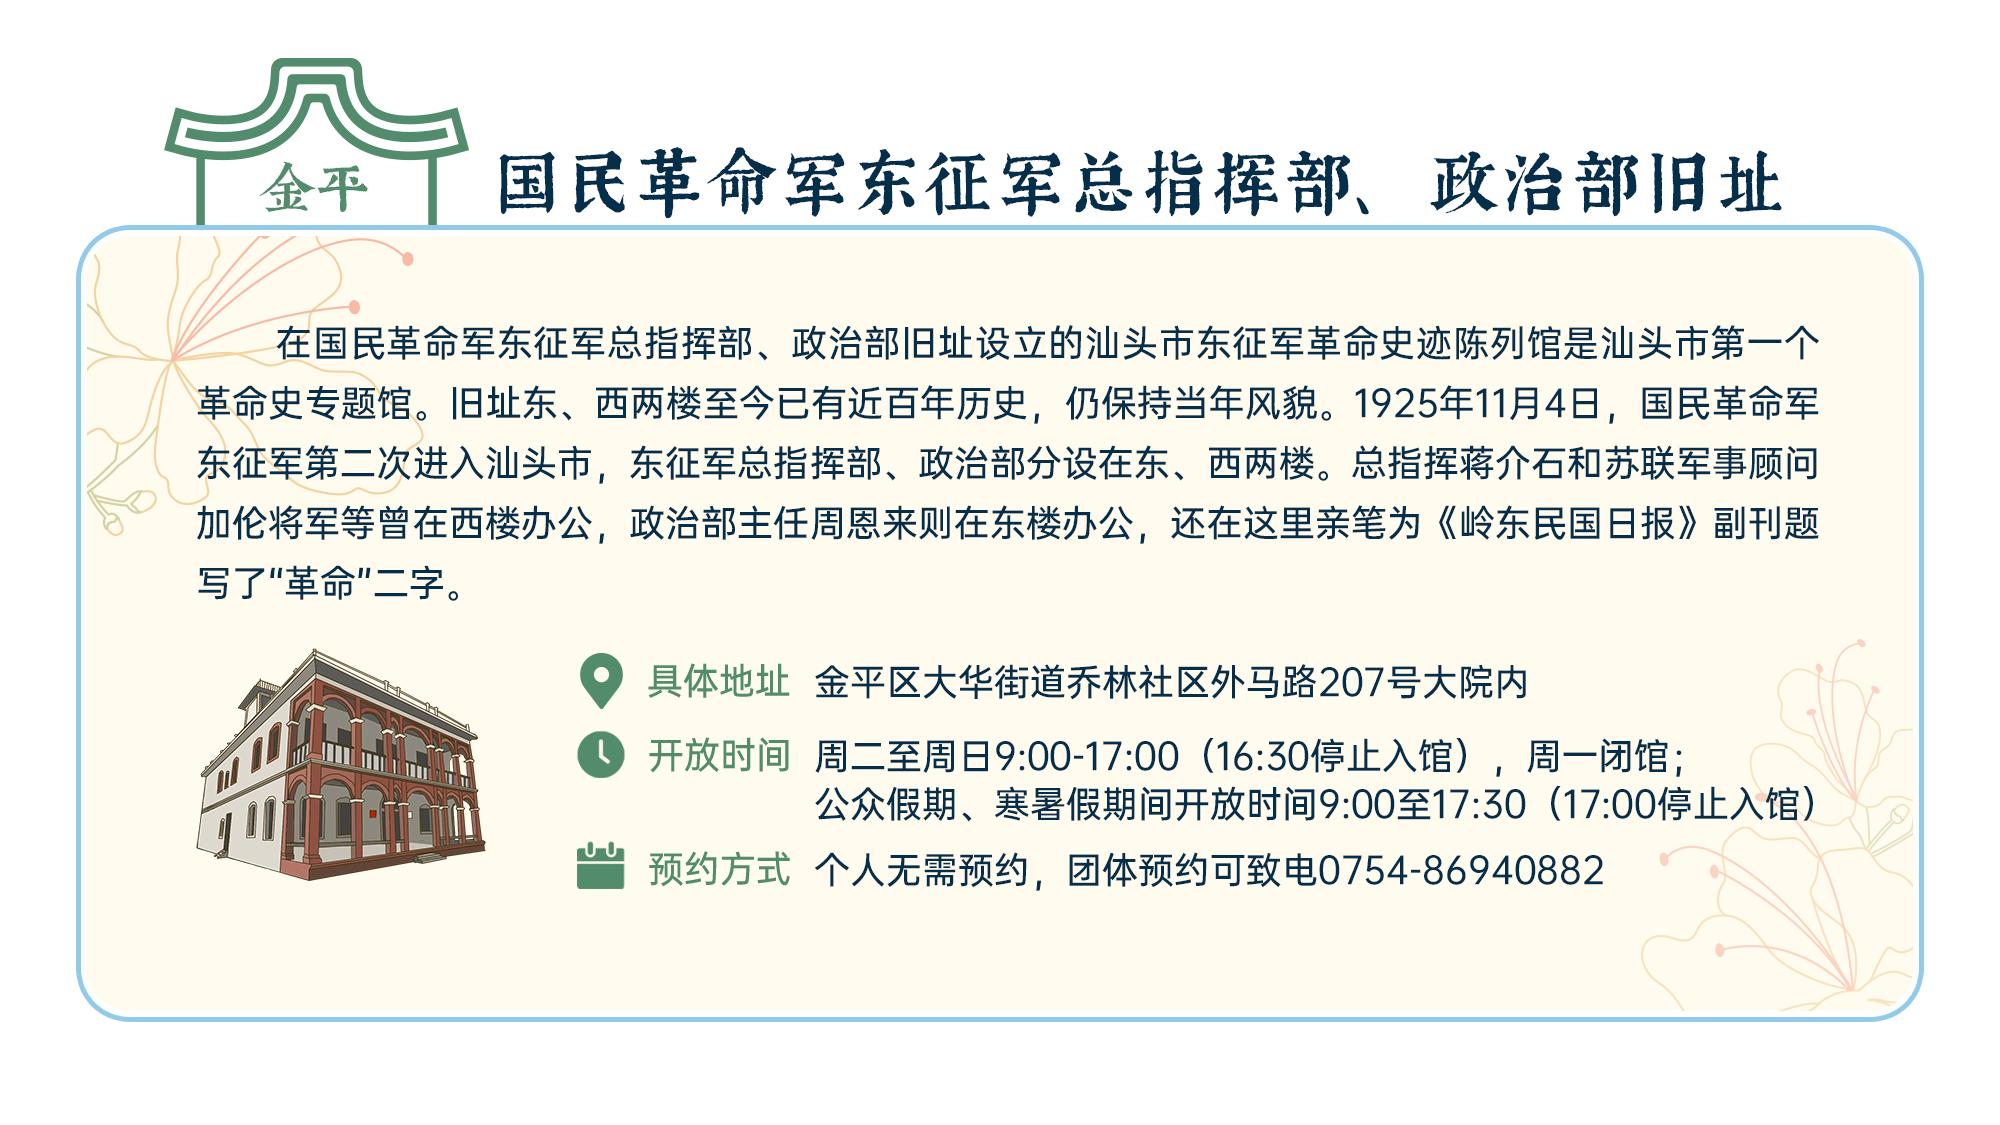 金平
国民革命军东征军总指挥部、政治部旧址
在国民革命军东征军总指挥部、政治部旧址设立的汕头市东征军革命史迹陈列馆是汕头市第一个
革命史专题馆。旧址东、西两楼至今已有近百年历史，仍保持当年风貌。1925年11月4日，国民革命军
东征军第二次进入汕头市，东征军总指挥部、政治部分设在东、西两楼。总指挥蒋介石和苏联军事顾问
加伦将军等曾在西楼办公，政治部主任周恩来则在东楼办公，还在这里亲笔为《岭东民国日报》副刊题
写了“革命”二字。
具体地址 金平区大华街道乔林社区外马路207号大院内
开放时间 周二至周日9:00-17:00（16:30停止入馆），周一闭馆；
公众假期、寒暑假期间开放时间9:00至17:30（17:00停止入馆）
预约方式 个人无需预约，团体预约可致电0754-86940882